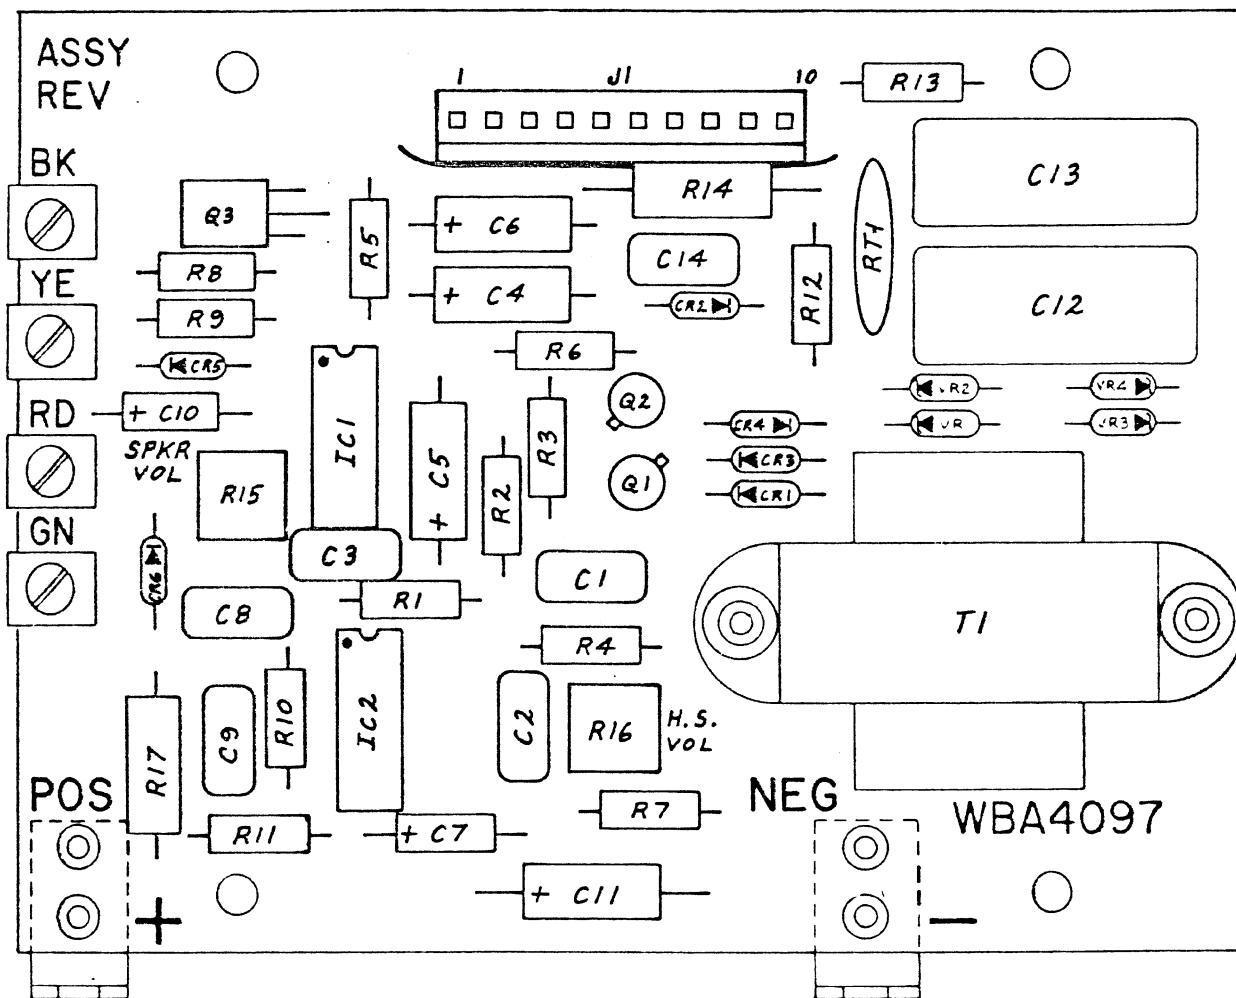 ASSY
REV
1 J1 10
R13
BK
C13
R14
Q3
R5
+ C6
RT1
C14
R8
YE
+ C4
CR2
R12
C12
R9
R6
CR5
VR2
VR4
RD
+ C10
Q2
CR4
VR
VR3
SPKR
VOL
IC1
C5 +
R3
CR3
R15
R2
Q1
CR1
GN
C3
CR6
C1
R1
C8
T1
R4
R10
IC2
C2
R16
H.S.
VOL
C9
R17
POS
NEG
WBA4097
R7
R11
+ C7
+ C11
+
−